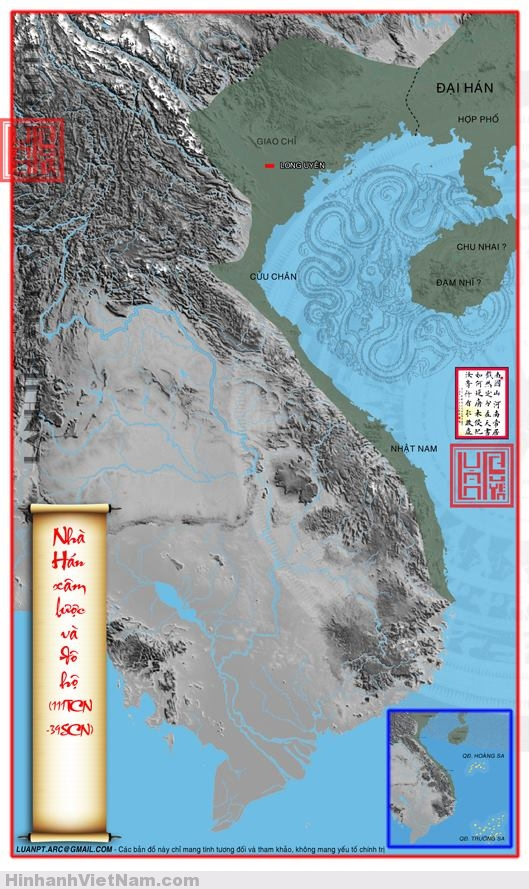 ĐẠI HÁN
HỢP PHỐ
GIAO CHỈ
LONG UYÊN
CHU NHAI ?
ĐẠM NHĨ ?
CỬU CHÂN
NHẬT NAM
Nhà
Hán
xâm
lược
và
đô
hộ
(111TCN
-39SCN)
QĐ. HOÀNG SA
QĐ. TRƯỜNG SA
LUANPT.ARC@GMAIL.COM - Các bản đồ này chỉ mang tính tương đối và tham khảo, không mang yếu tố chính trị
HinhanhVietNam.com